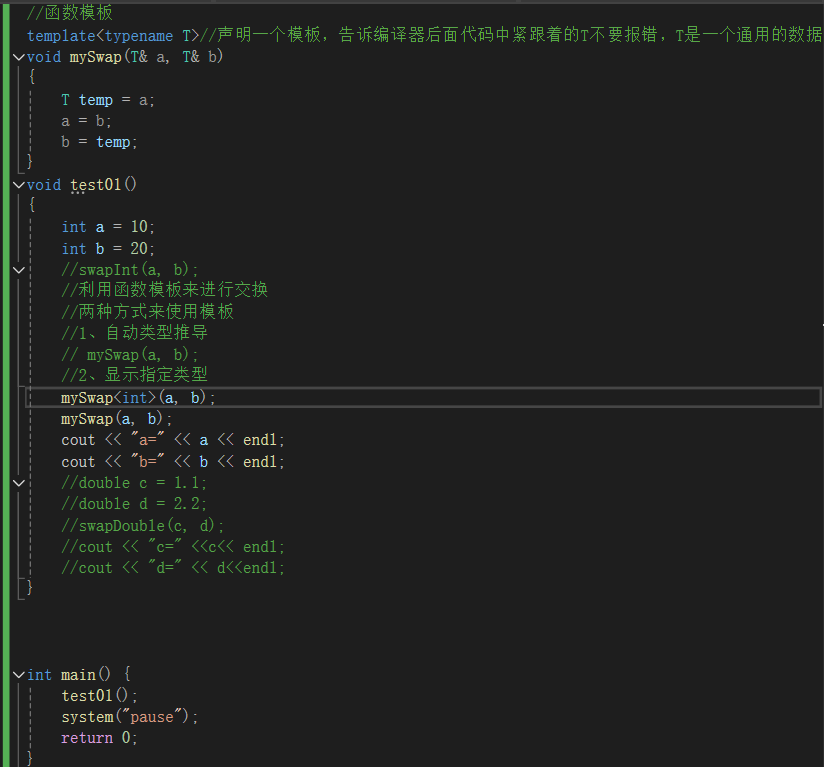 //函数模板
template<typename T>//声明一个模板，告诉编译器后面代码中紧跟着的T不要报错，T是一个通用的数据
void mySwap(T& a, T& b)
{
T temp = a;
a = b;
b = temp;
}
void test01()
{
int a = 10;
int b = 20;
//swapInt(a, b);
//利用函数模板来进行交换
//两种方式来使用模板
//1、自动类型推导
// mySwap(a, b);
//2、显示指定类型
mySwap<int>(a, b);
mySwap(a, b);
cout << "a=" << a << endl;
cout << "b=" << b << endl;
//double c = 1.1;
//double d = 2.2;
//swapDouble(c, d);
//cout << "c=" <<c<< endl;
//cout << "d=" << d<<endl;
}
int main() {
test01();
system("pause");
return 0;
}